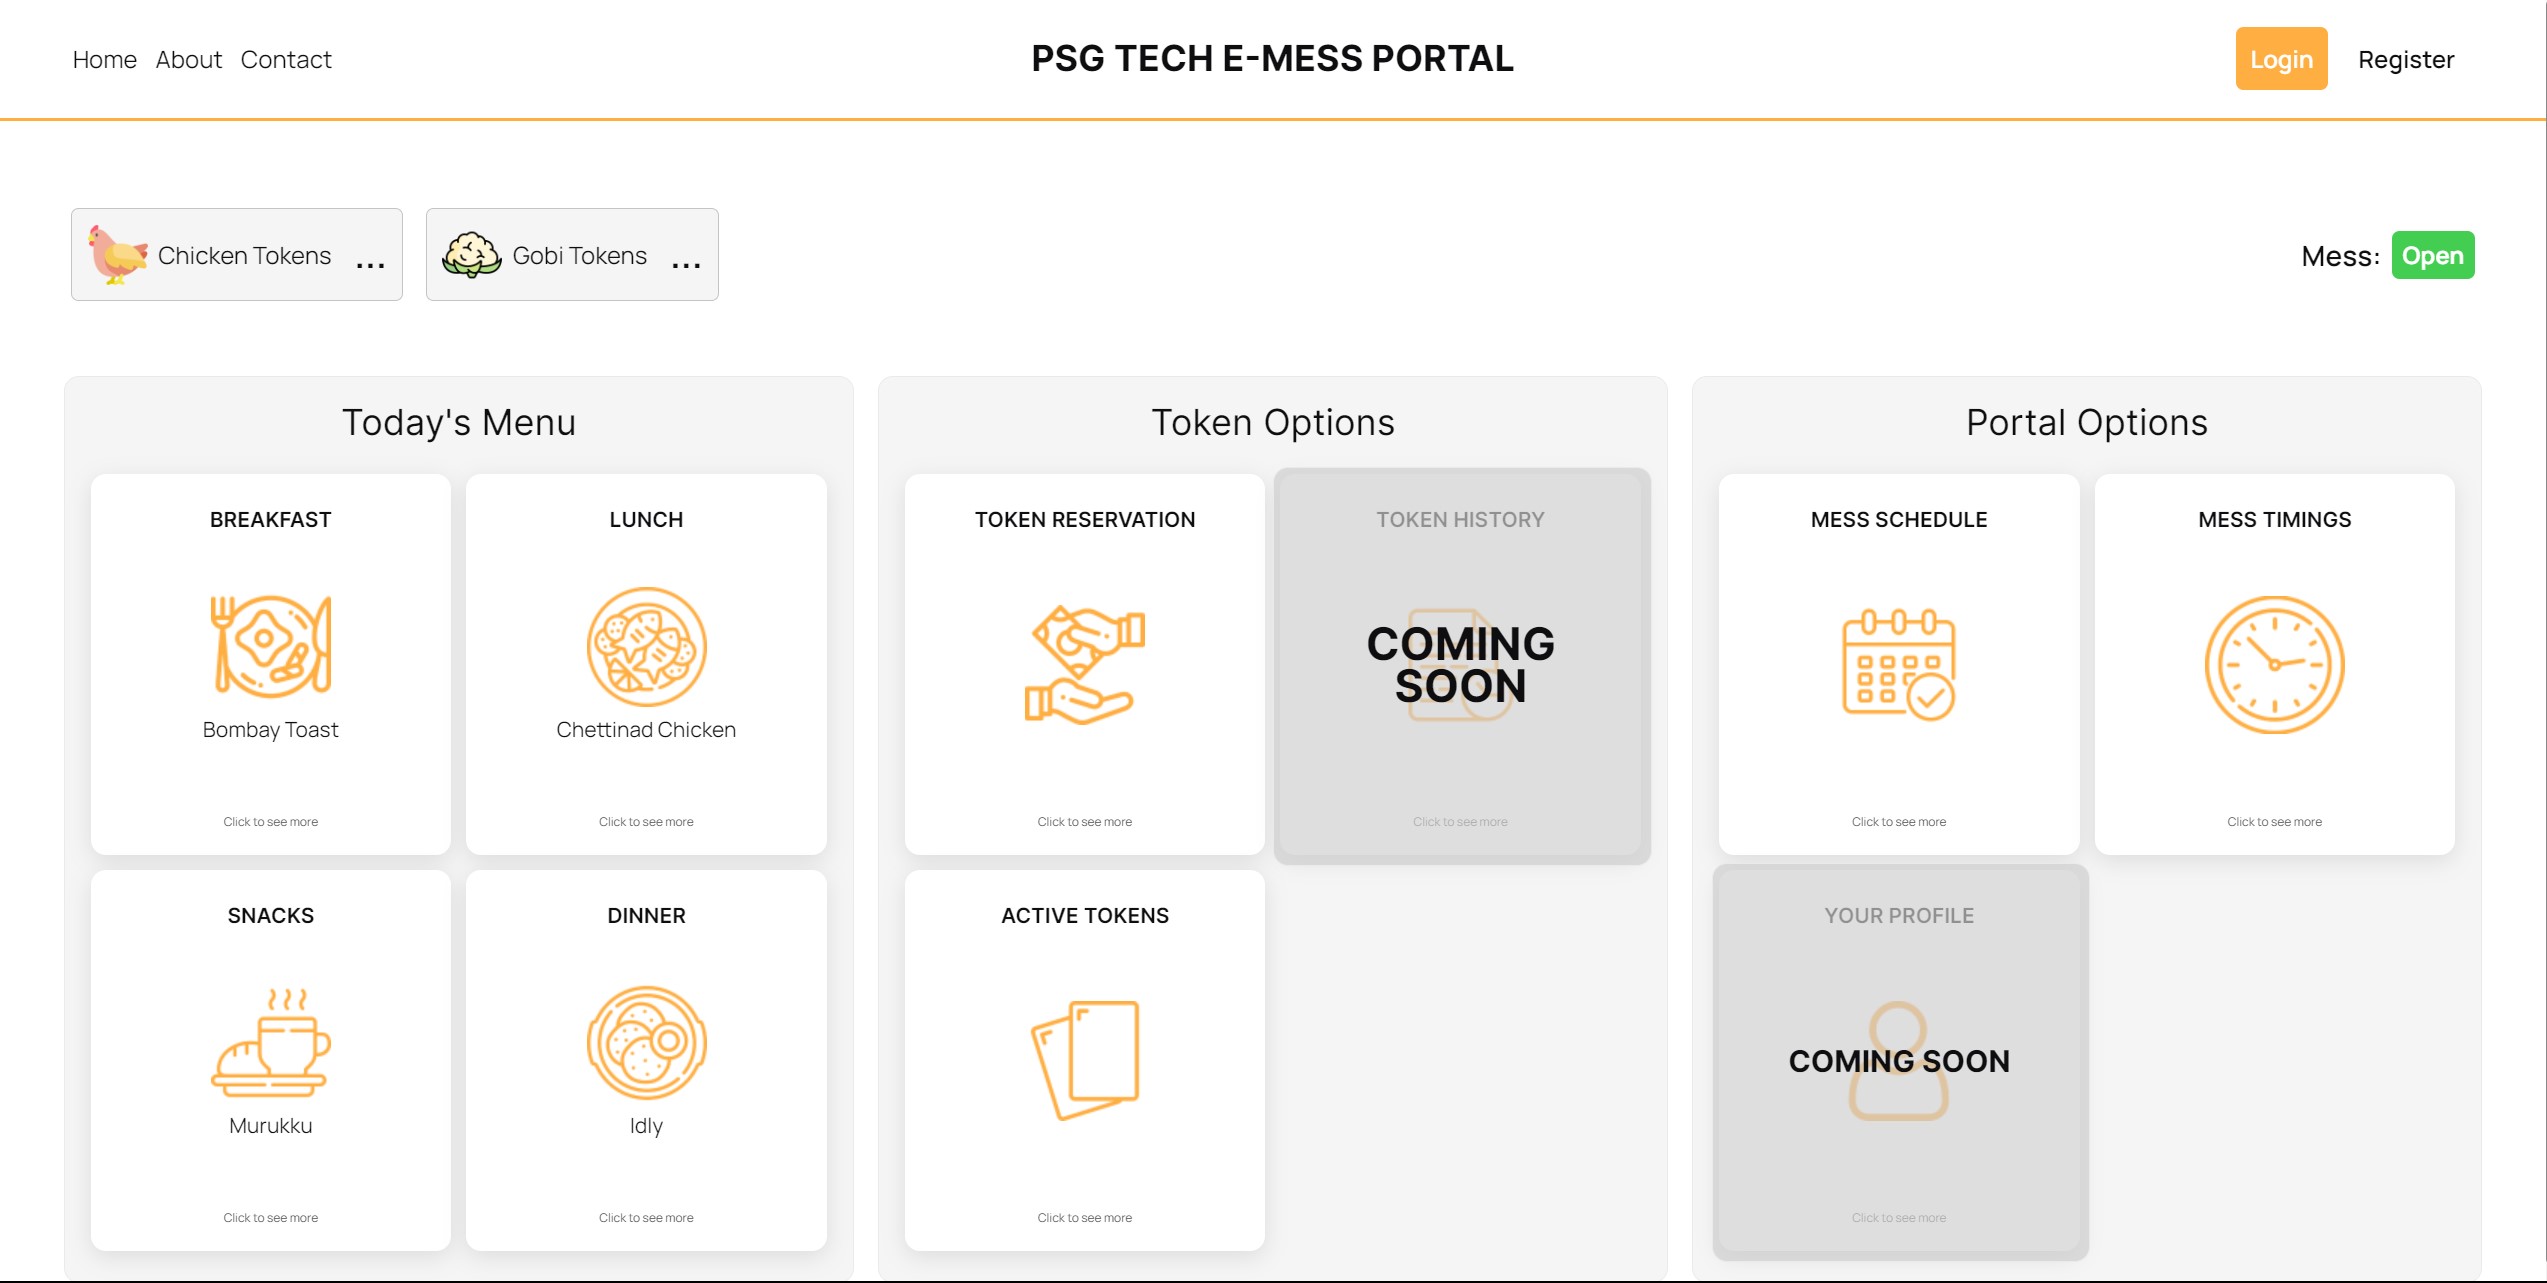 Home About Contact
PSG TECH E-MESS PORTAL
Login Register
Chicken Tokens ...
Gobi Tokens ...
Mess: Open
Today's Menu
BREAKFAST
Bombay Toast
Click to see more
LUNCH
Chettinad Chicken
Click to see more
SNACKS
Murukku
Click to see more
DINNER
Idly
Click to see more
Token Options
TOKEN RESERVATION
Click to see more
TOKEN HISTORY
COMING
SOON
Click to see more
ACTIVE TOKENS
Click to see more
Portal Options
MESS SCHEDULE
Click to see more
MESS TIMINGS
Click to see more
YOUR PROFILE
COMING SOON
Click to see more